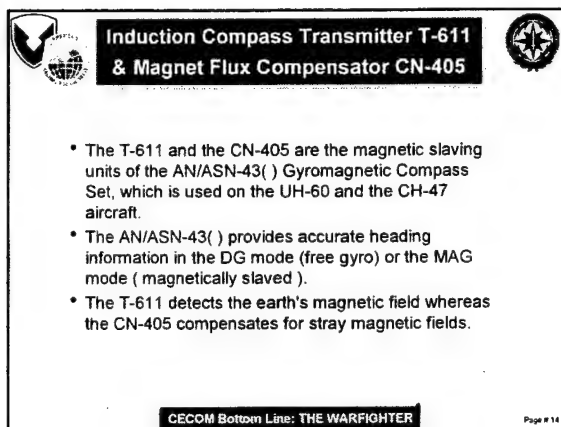 Induction Compass Transmitter T-611
& Magnet Flux Compensator CN-405
• The T-611 and the CN-405 are the magnetic slaving
units of the AN/ASN-43( ) Gyromagnetic Compass
Set, which is used on the UH-60 and the CH-47
aircraft.
• The AN/ASN-43( ) provides accurate heading
information in the DG mode (free gyro) or the MAG
mode ( magnetically slaved ).
• The T-611 detects the earth's magnetic field whereas
the CN-405 compensates for stray magnetic fields.
CECOM Bottom Line: THE WARFIGHTER
Page # 14